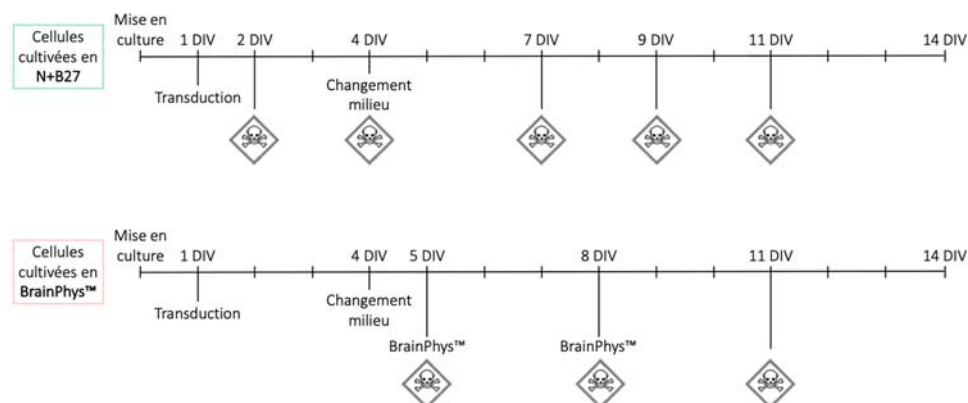 Cellules
cultivées en
N+B27
Mise en
culture 1 DIV 2 DIV 4 DIV 7 DIV 9 DIV 11 DIV 14 DIV
Transduction
Changement
milieu
Cellules
cultivées en
BrainPhys™
Mise en
culture 1 DIV 4 DIV 5 DIV 8 DIV 11 DIV 14 DIV
Transduction
Changement
milieu
BrainPhys™ BrainPhys™